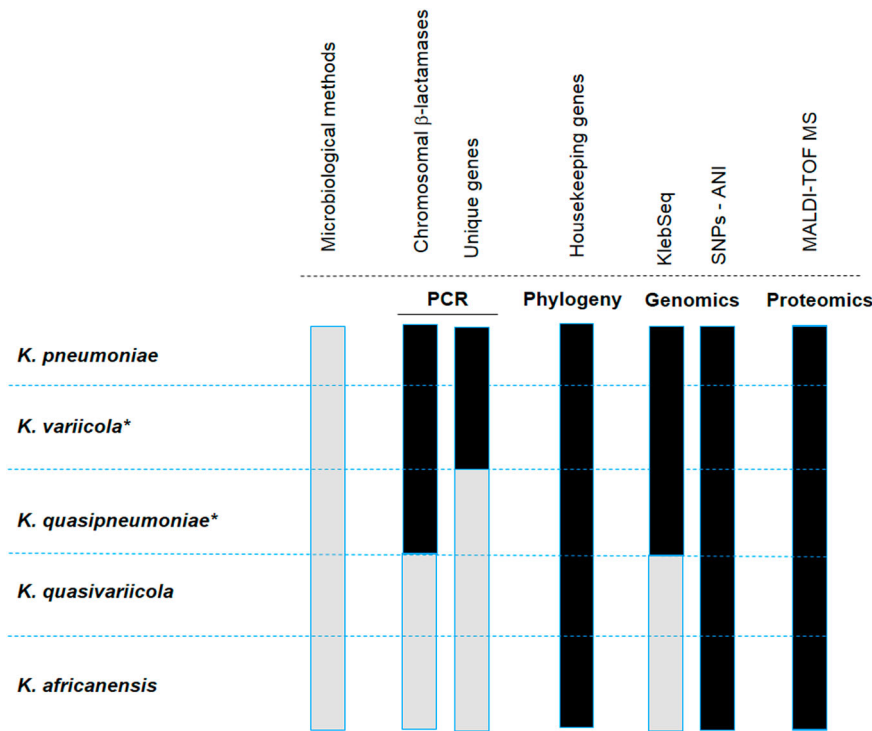 Microbiological methods
Chromosomal β-lactamases
Unique genes
Housekeeping genes
KlebSeq
SNPs - ANI
MALDI-TOF MS
PCR
Phylogeny
Genomics
Proteomics
K. pneumoniae
K. variicola*
K. quasipneumoniae*
K. quasivariicola
K. africanensis